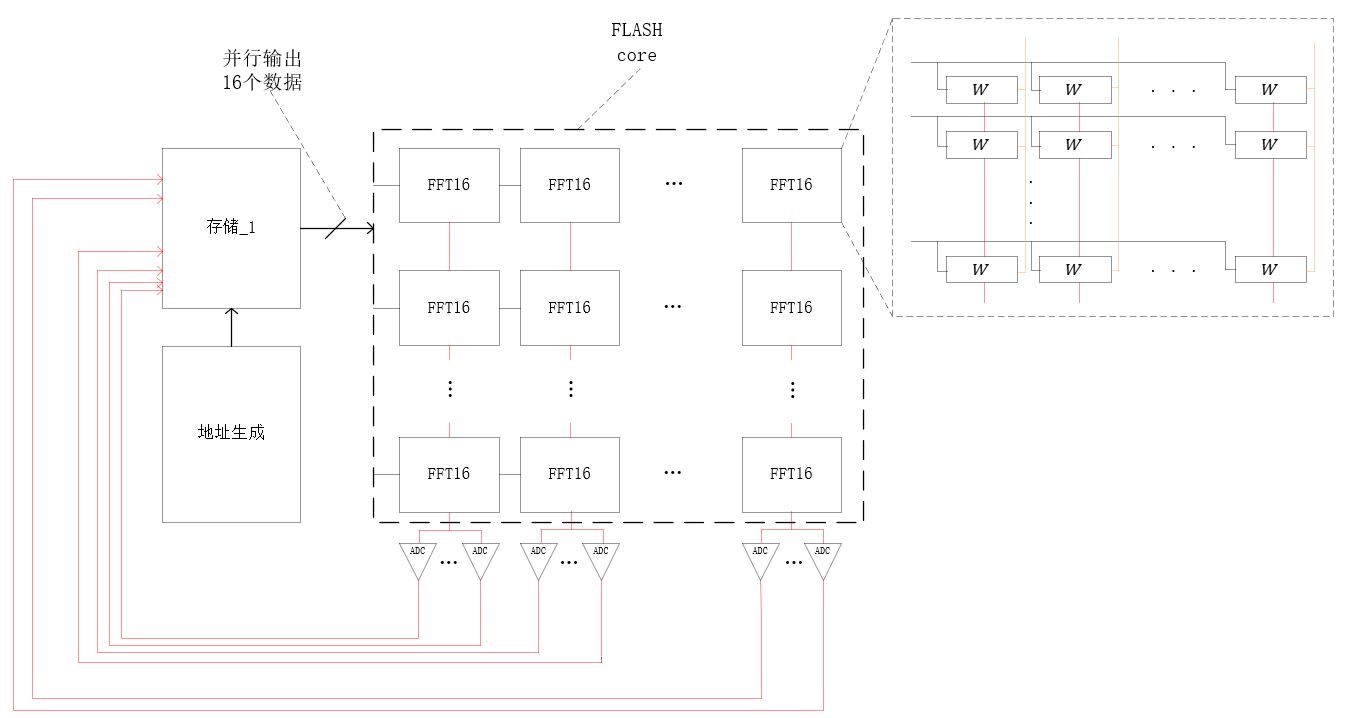 FLASH
core
并行输出
16个数据
W W · · · W
W W · · · W
W W · · · W
存储_1
地址生成
FFT16 FFT16 ··· FFT16
FFT16 FFT16 ··· FFT16
FFT16 FFT16 ··· FFT16
ADC ··· ADC ADC ··· ADC ADC ··· ADC